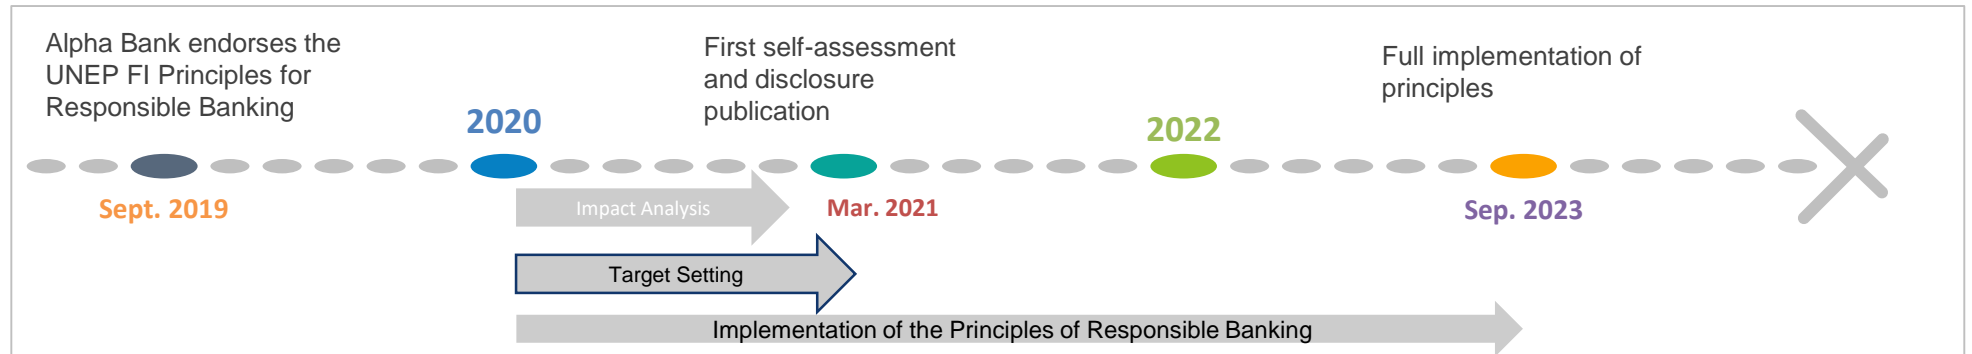 Alpha Bank endorses the
UNEP FI Principles for
Responsible Banking
2020
First self-assessment
and disclosure
publication
2022
Full implementation of
principles
Sept. 2019
Impact Analysis
Mar. 2021
Sep. 2023
Target Setting
Implementation of the Principles of Responsible Banking